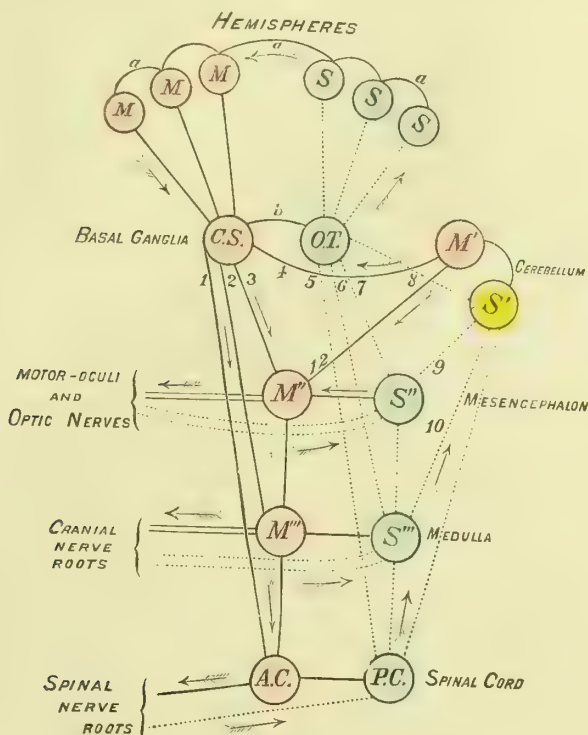 HEMISPHERES
a a a
M M M S S S
BASAL GANGLIA C.S. b O.T. M'
1 2 3 4 5 6 7 8 CEREBELLUM
S'
MOTOR-OCULI
AND
OPTIC NERVES
12
M" S" 9
MESENCEPHALON
10
CRANIAL
NERVE
ROOTS
M''' S''' MEDULLA
SPINAL
NERVE
ROOTS
A.C. P.C. SPINAL CORD